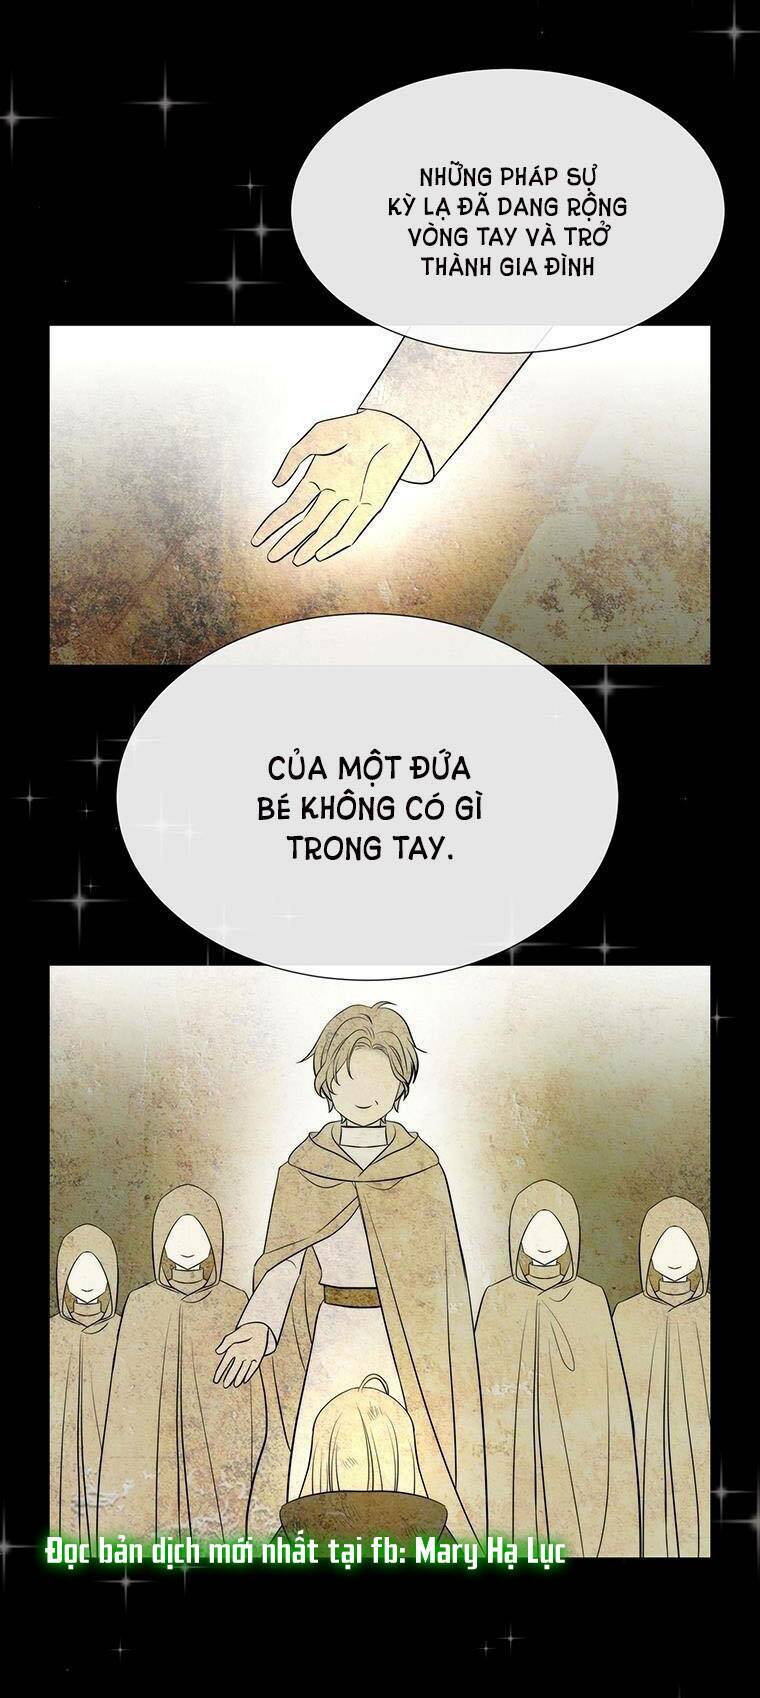 NHỮNG PHÁP SỰ
KỲ LẠ ĐÃ DANG RỘNG
VÒNG TAY VÀ TRỞ
THÀNH GIA ĐÌNH
CỦA MỘT ĐỨA
BÉ KHÔNG CÓ GÌ
TRONG TAY.
Đọc bản dịch mới nhất tại fb: Mary Hạ Lục